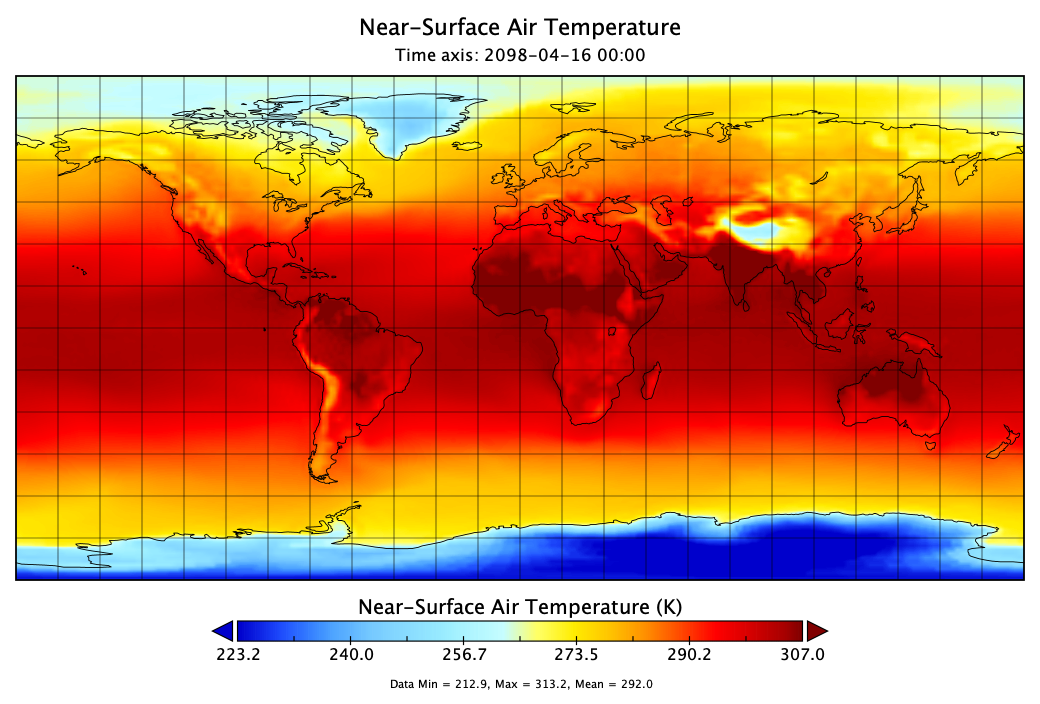 Near-Surface Air Temperature
Time axis: 2098-04-16 00:00
Near-Surface Air Temperature (K)
223.2 240.0 256.7 273.5 290.2 307.0
Data Min = 212.9, Max = 313.2, Mean = 292.0